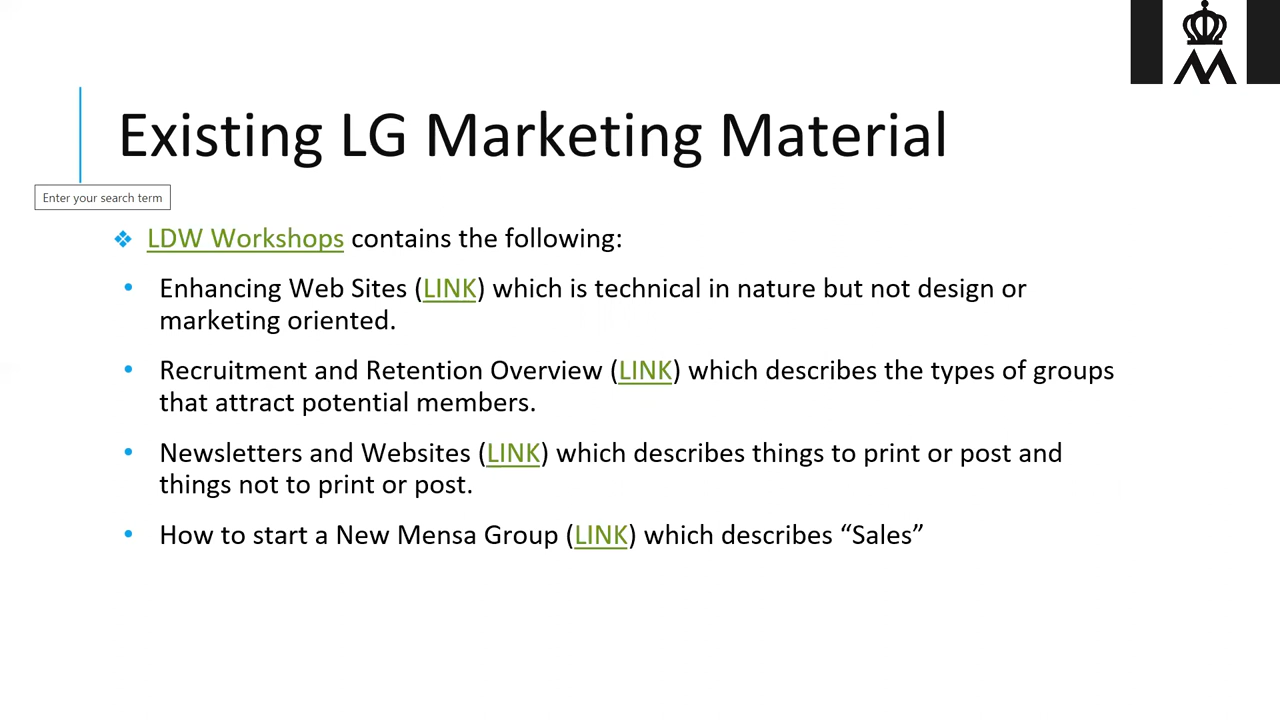 Existing LG Marketing Material
Enter your search term
LDW Workshops contains the following:
Enhancing Web Sites (LINK) which is technical in nature but not design or
marketing oriented.
Recruitment and Retention Overview (LINK) which describes the types of groups
that attract potential members.
Newsletters and Websites (LINK) which describes things to print or post and
things not to print or post.
How to start a New Mensa Group (LINK) which describes “Sales”